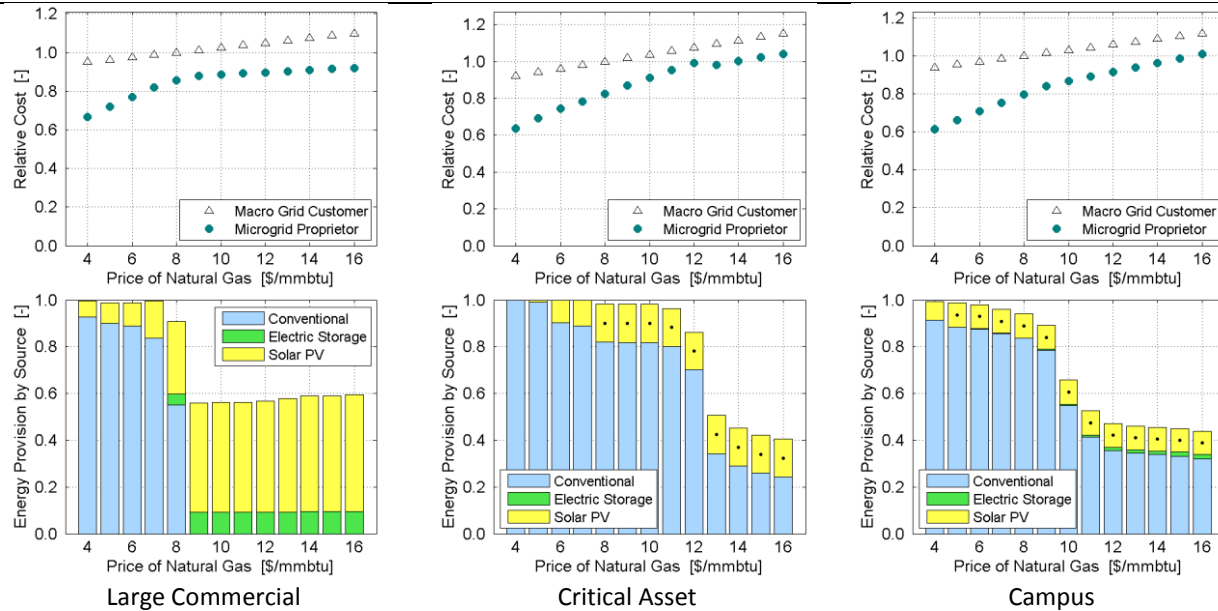 Relative Cost [-]
1.2
1.0
0.8
0.6
0.4
0.2
0.0
Macro Grid Customer
Microgrid Proprietor
4 6 8 10 12 14 16
Price of Natural Gas [$/mmbtu]
Relative Cost [-]
1.2
1.0
0.8
0.6
0.4
0.2
0.0
Macro Grid Customer
Microgrid Proprietor
4 6 8 10 12 14 16
Price of Natural Gas [$/mmbtu]
Relative Cost [-]
1.2
1.0
0.8
0.6
0.4
0.2
0.0
Macro Grid Customer
Microgrid Proprietor
4 6 8 10 12 14 16
Price of Natural Gas [$/mmbtu]
Energy Provision by Source [-]
1.0
0.8
0.6
0.4
0.2
0.0
Conventional
Electric Storage
Solar PV
4 6 8 10 12 14 16
Price of Natural Gas [$/mmbtu]
Large Commercial
Energy Provision by Source [-]
1.0
0.8
0.6
0.4
0.2
0.0
Conventional
Electric Storage
Solar PV
4 6 8 10 12 14 16
Price of Natural Gas [$/mmbtu]
Critical Asset
Energy Provision by Source [-]
1.0
0.8
0.6
0.4
0.2
0.0
Conventional
Electric Storage
Solar PV
4 6 8 10 12 14 16
Price of Natural Gas [$/mmbtu]
Campus